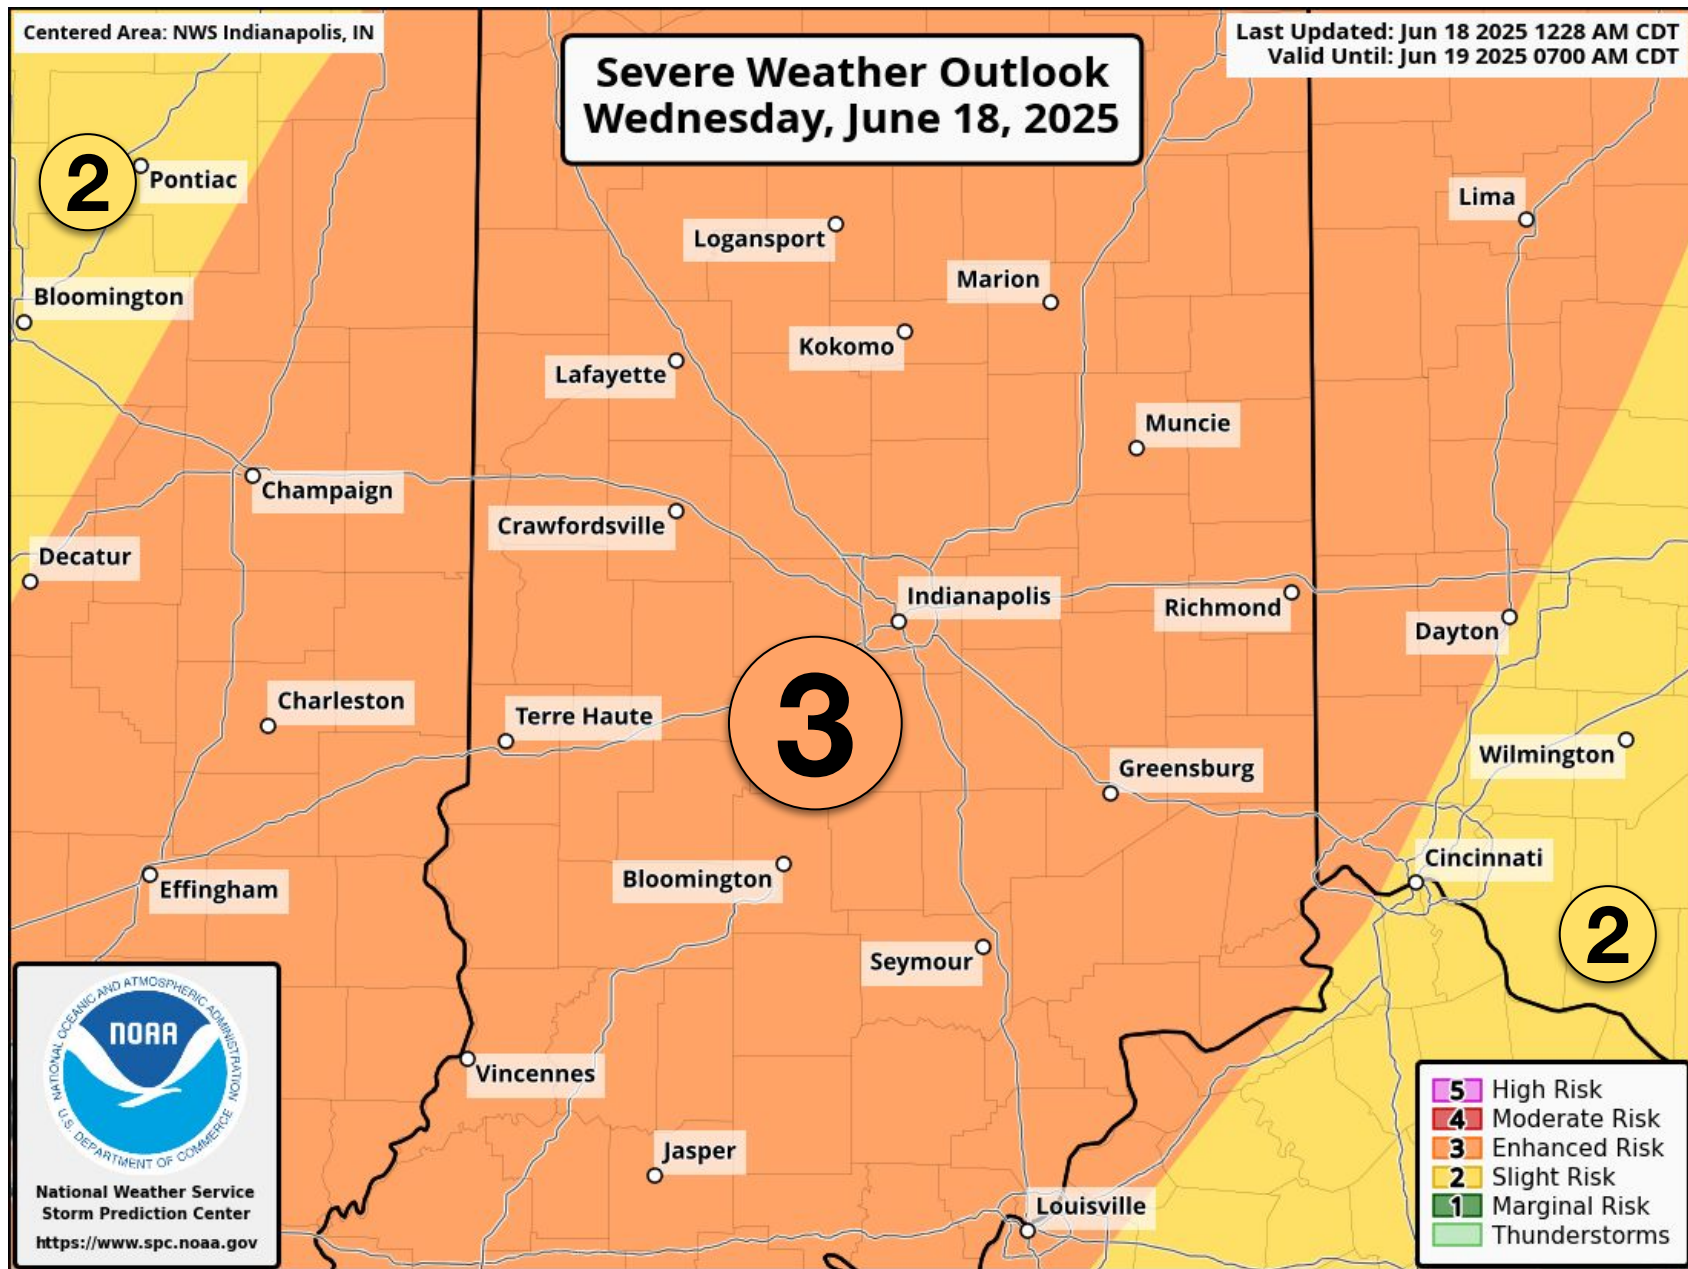 Centered Area: NWS Indianapolis, IN
Severe Weather Outlook
Wednesday, June 18, 2025
Last Updated: Jun 18 2025 1228 AM CDT
Valid Until: Jun 19 2025 0700 AM CDT
2
Pontiac
Lima
Logansport
Marion
Bloomington
Kokomo
Lafayette
Muncie
Champaign
Crawfordsville
Decatur
Indianapolis
Richmond
Dayton
Charleston
Terre Haute
3
Wilmington
Greensburg
Cincinnati
Bloomington
Effingham
2
Seymour
Vincennes
Jasper
Louisville
NATIONAL OCEANIC AND ATMOSPHERIC ADMINISTRATION
NOAA
U.S. DEPARTMENT OF COMMERCE
National Weather Service
Storm Prediction Center
https://www.spc.noaa.gov
5 High Risk
4 Moderate Risk
3 Enhanced Risk
2 Slight Risk
1 Marginal Risk
Thunderstorms